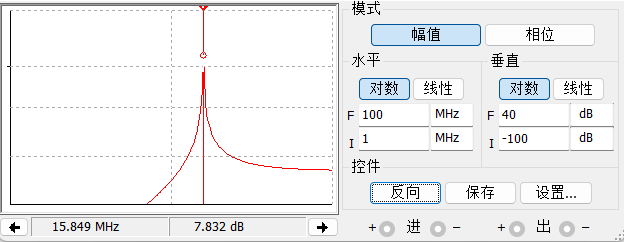 模式
幅值 相位
水平 垂直
对数 线性 对数 线性
F 100 MHz F 40 dB
I 1 MHz I -100 dB
控件
反向 保存 设置...
15.849 MHz 7.832 dB + 进 - + 出 -